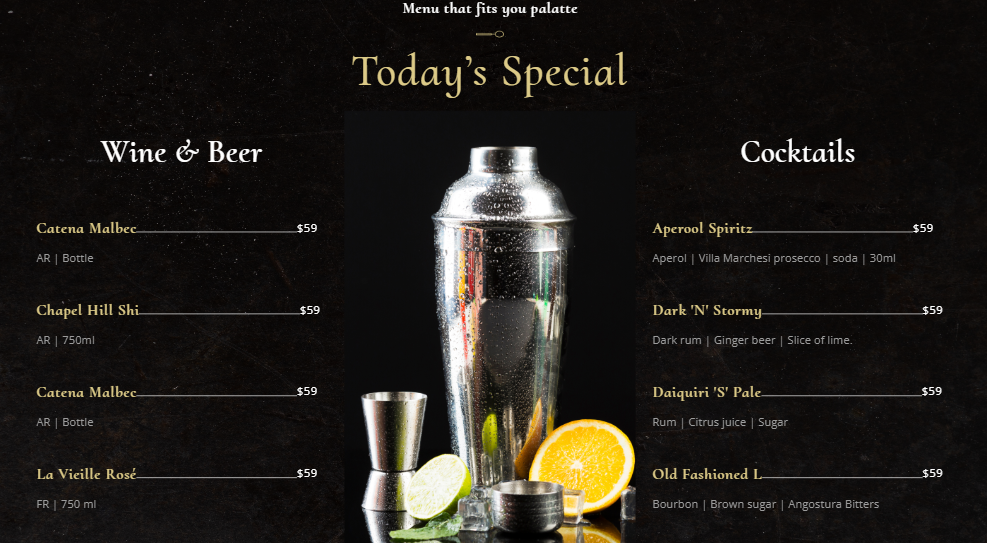 Menu that fits you palatte
Today's Special
Wine & Beer
Catena Malbec $59
AR | Bottle
Chapel Hill Shi $59
AR | 750ml
Catena Malbec $59
AR | Bottle
La Vieille Rosé $59
FR | 750 ml
Cocktails
Aperool Spiritz $59
Aperol | Villa Marchesi prosecco | soda | 30ml
Dark 'N' Stormy $59
Dark rum | Ginger beer | Slice of lime.
Daiquiri 'S' Pale $59
Rum | Citrus juice | Sugar
Old Fashioned L $59
Bourbon | Brown sugar | Angostura Bitters